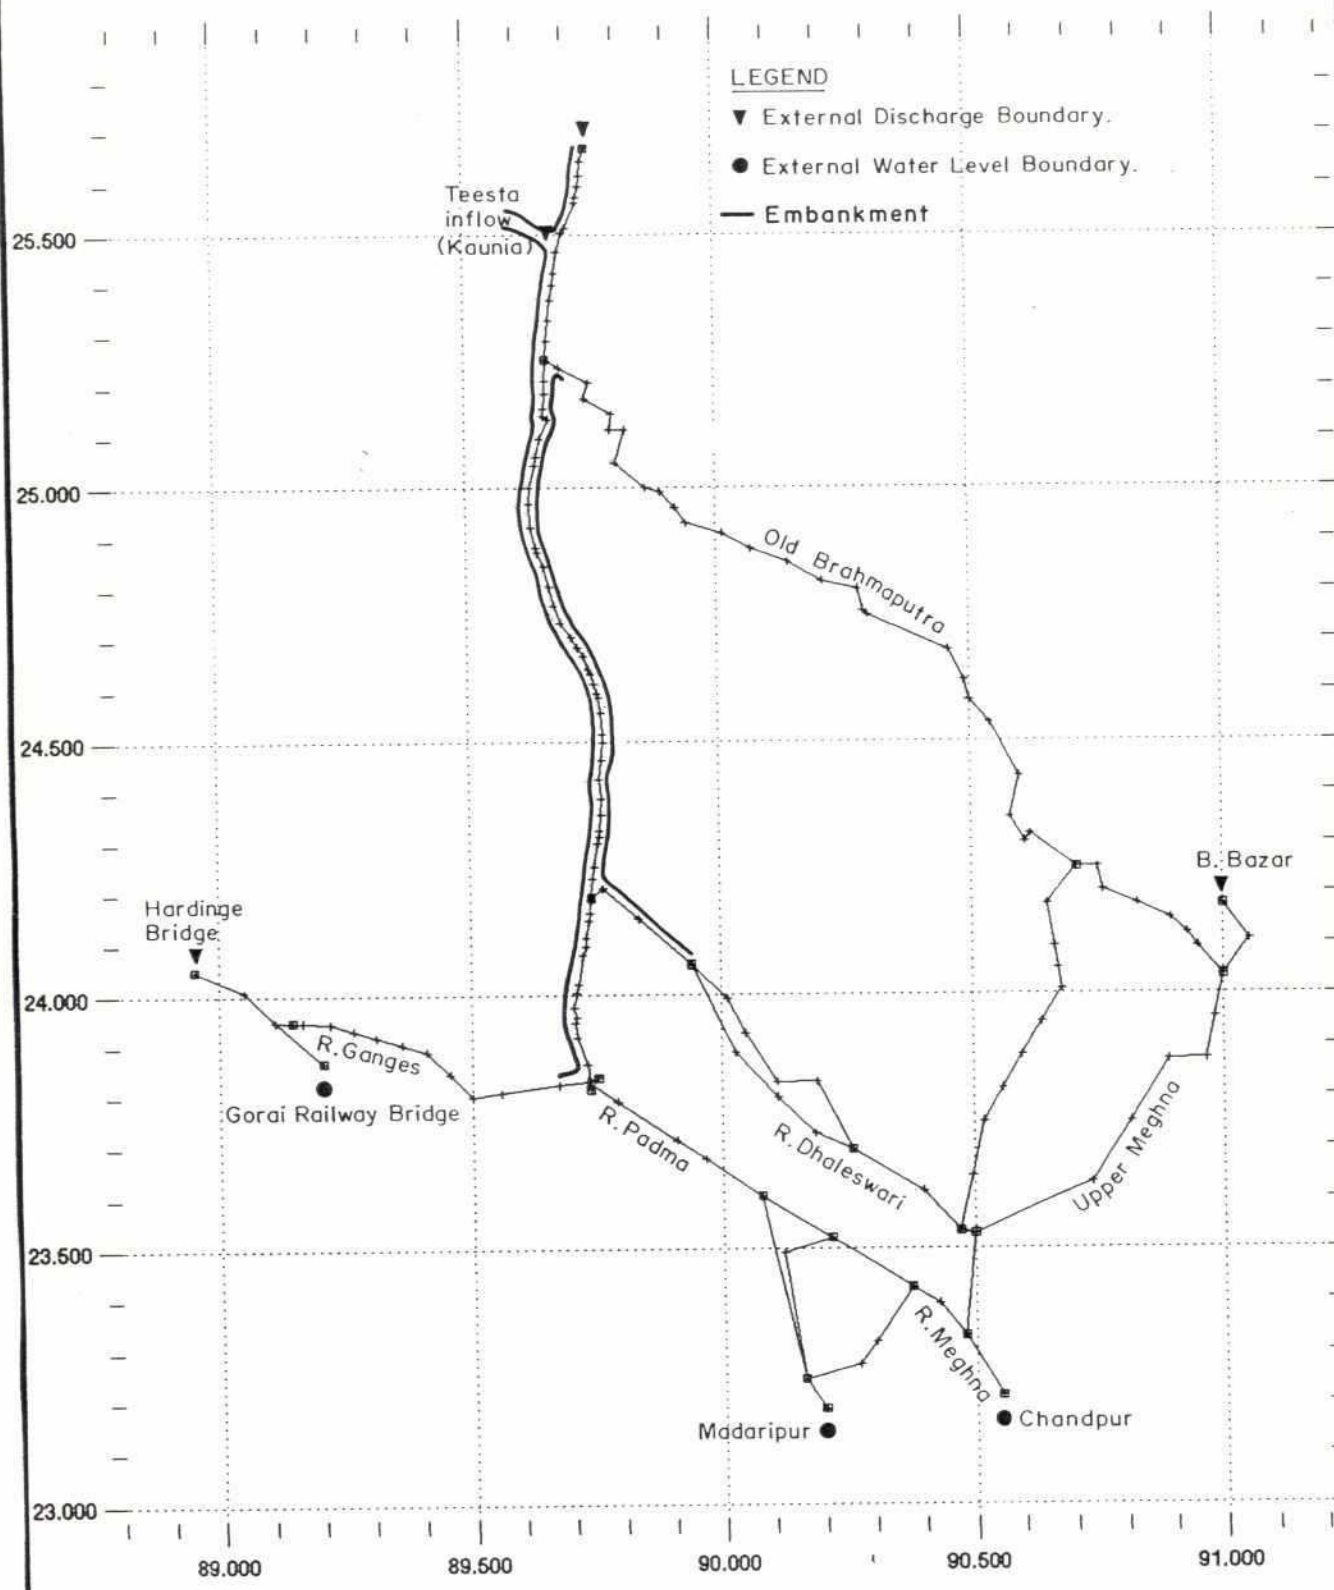 LEGEND
External Discharge Boundary.
External Water Level Boundary.
Embankment
Teesta
inflow
(Kaunia)
25.500
25.000
Old Brahmaputra
24.500
B. Bazar
Hardinge
Bridge
24.000
R.Ganges
Gorai Railway Bridge
R. Padma
R. Dhaleswari
Upper Meghna
23.500
R. Meghna
Madaripur
Chandpur
23.000
89.000
89.500
90.000
90.500
91.000